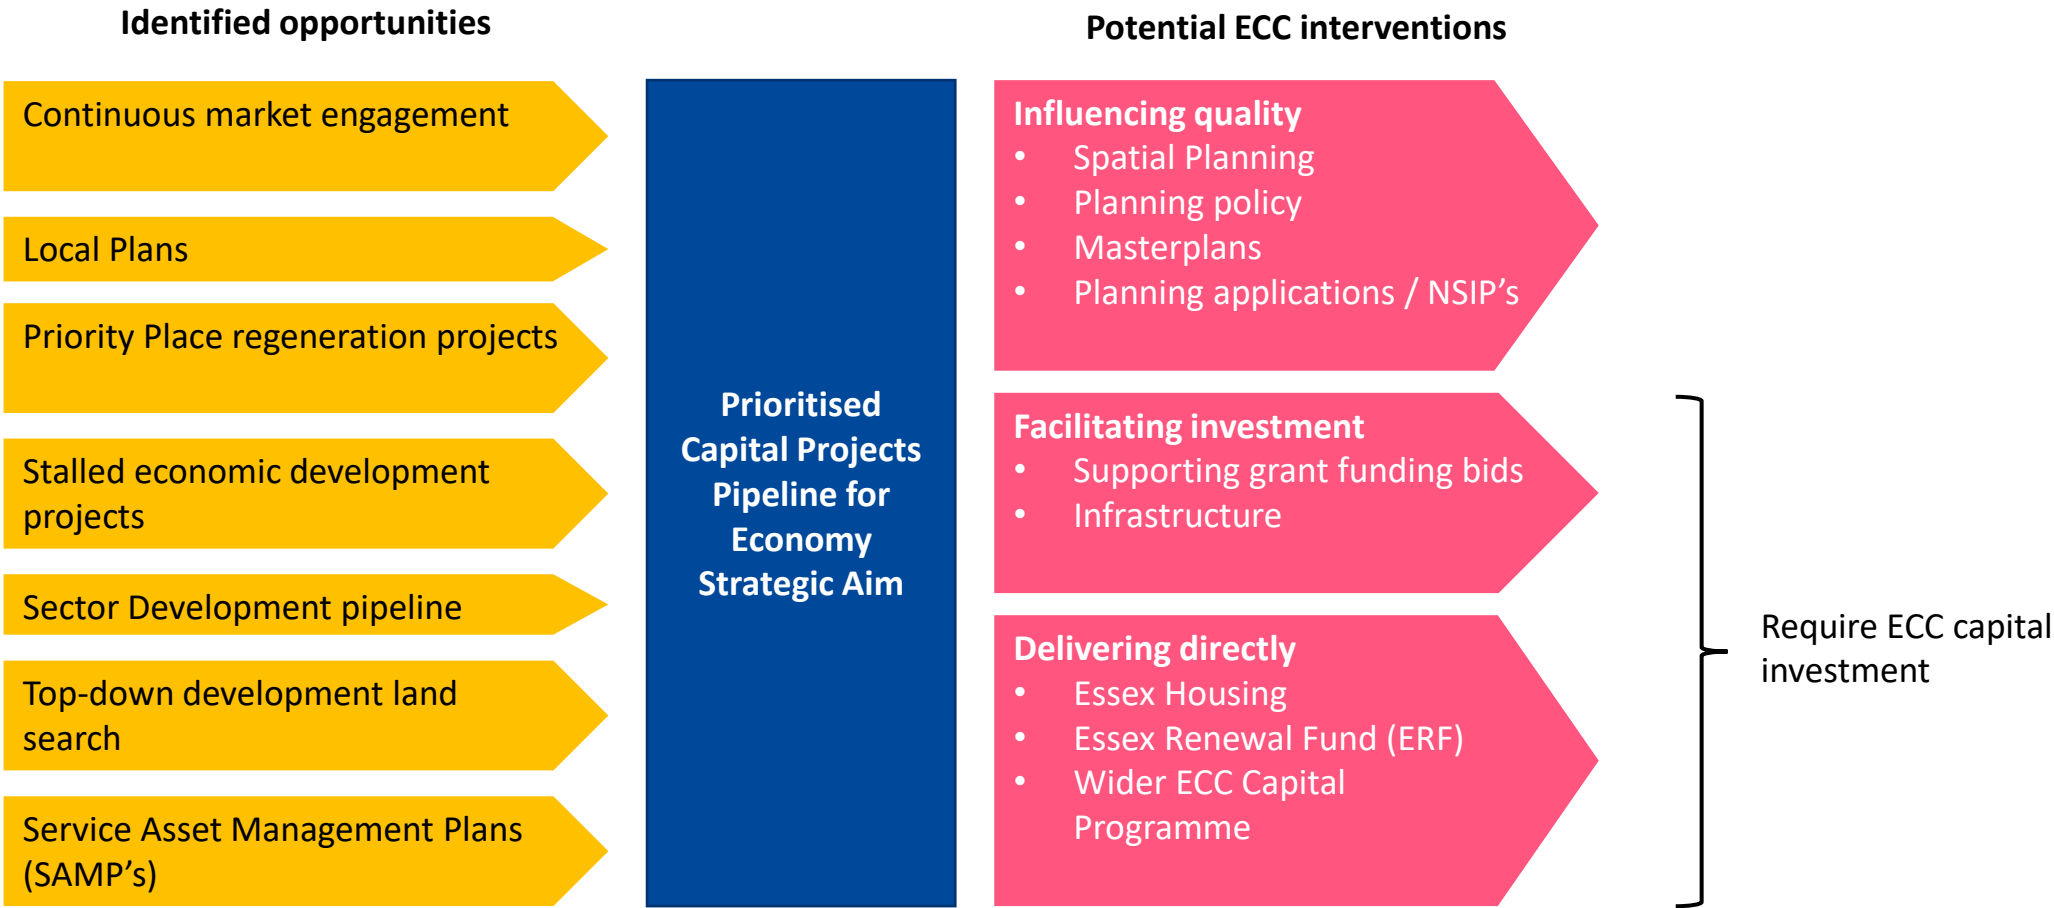 Identified opportunities
Continuous market engagement
Local Plans
Priority Place regeneration projects
Stalled economic development
projects
Sector Development pipeline
Top-down development land
search
Service Asset Management Plans
(SAMP's)
Prioritised
Capital Projects
Pipeline for
Economy
Strategic Aim
Potential ECC interventions
Influencing quality
• Spatial Planning
• Planning policy
• Masterplans
• Planning applications / NSIP’s
Facilitating investment
• Supporting grant funding bids
• Infrastructure
Delivering directly
• Essex Housing
• Essex Renewal Fund (ERF)
• Wider ECC Capital
Programme
Require ECC capital
investment